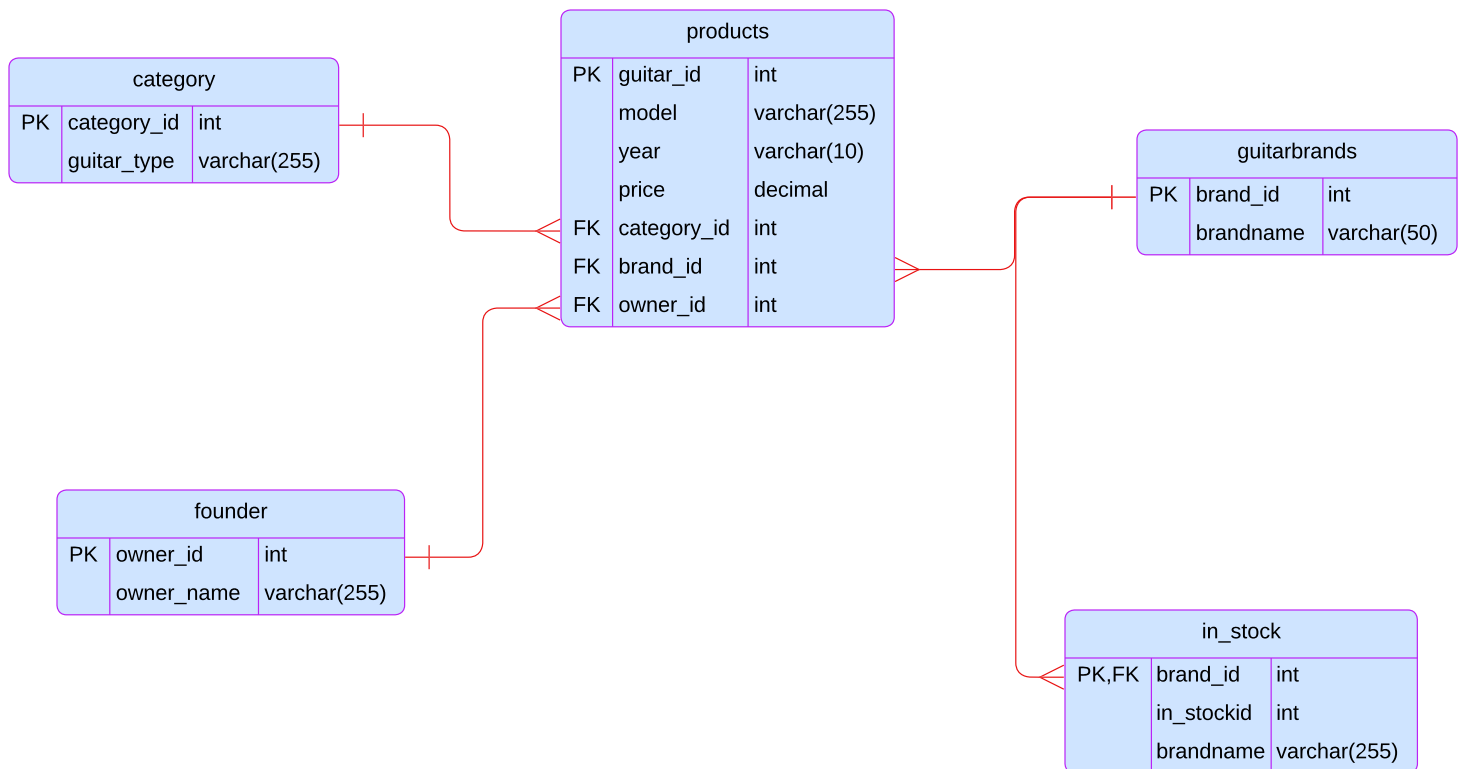 products
PK guitar_id int
model varchar(255)
year varchar(10)
price decimal
FK category_id int
FK brand_id int
FK owner_id int
category
PK category_id int
guitar_type varchar(255)
guitarbrands
PK brand_id int
brandname varchar(50)
founder
PK owner_id int
owner_name varchar(255)
in_stock
PK,FK brand_id int
in_stockid int
brandname varchar(255)